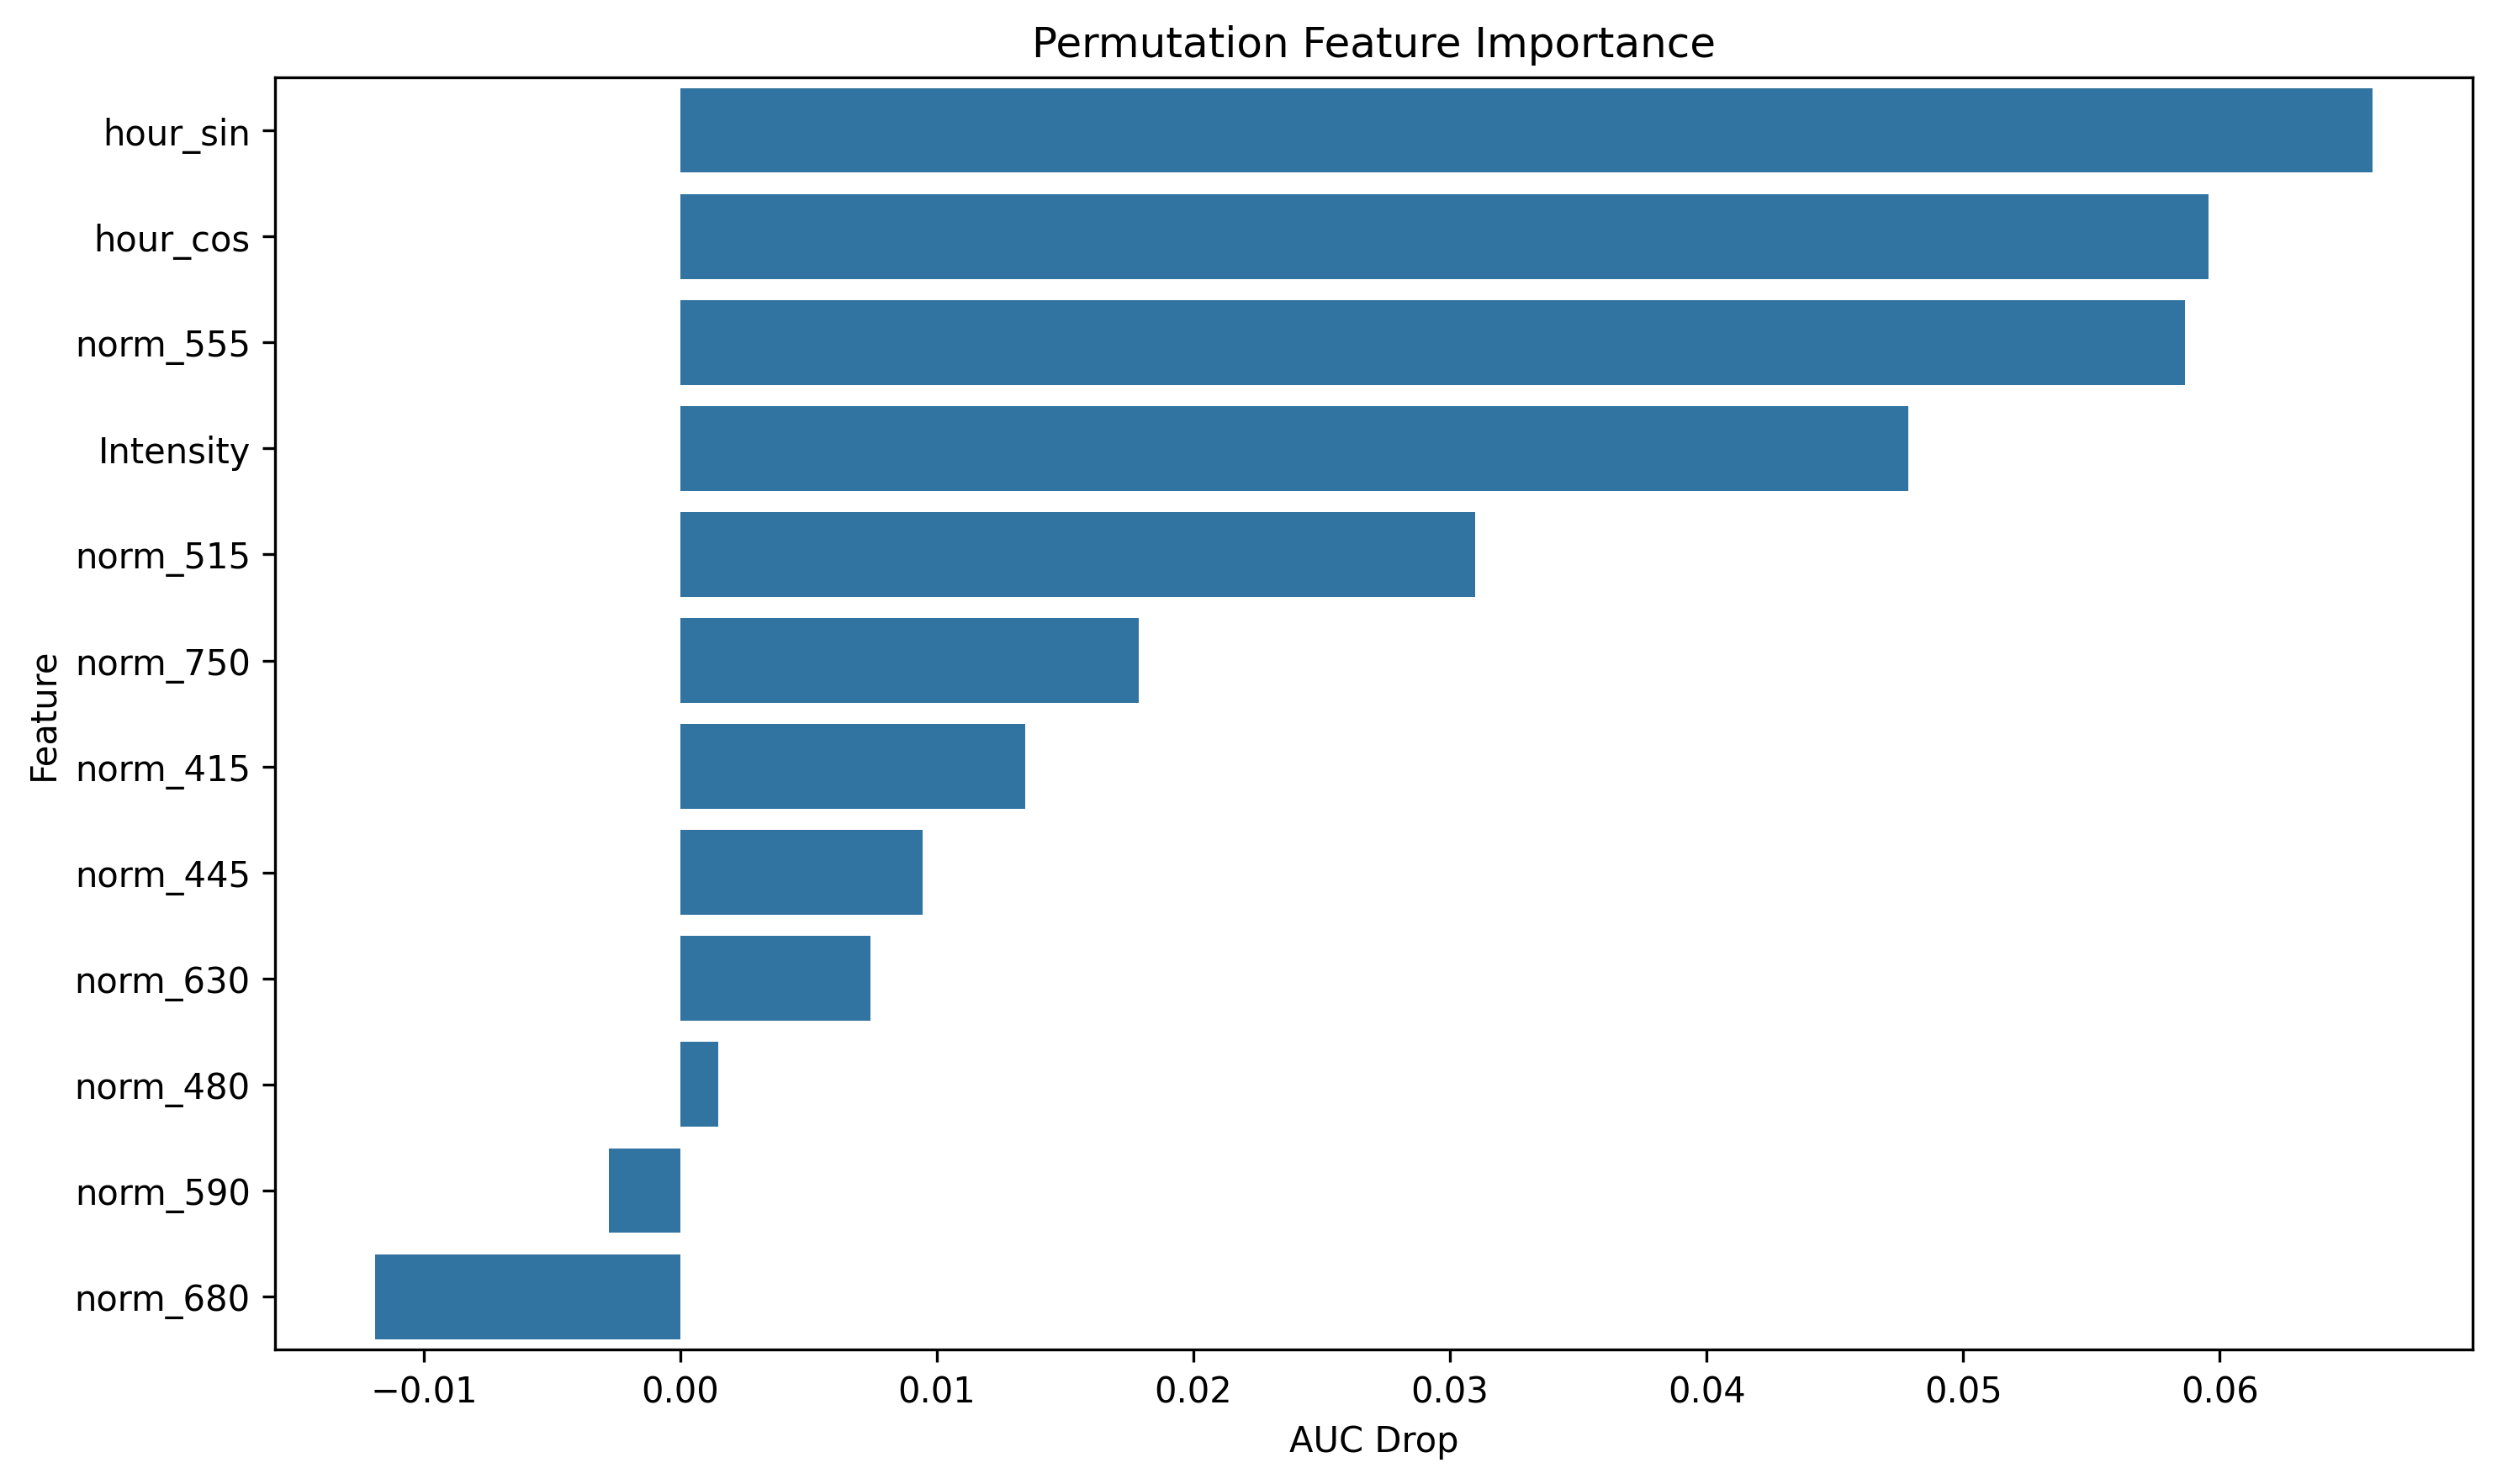 Permutation Feature Importance
hour_sin
hour_cos
norm_555
Intensity
norm_515
norm_750
norm_415
norm_445
norm_630
norm_480
norm_590
norm_680
Feature
−0.01 0.00 0.01 0.02 0.03 0.04 0.05 0.06
AUC Drop